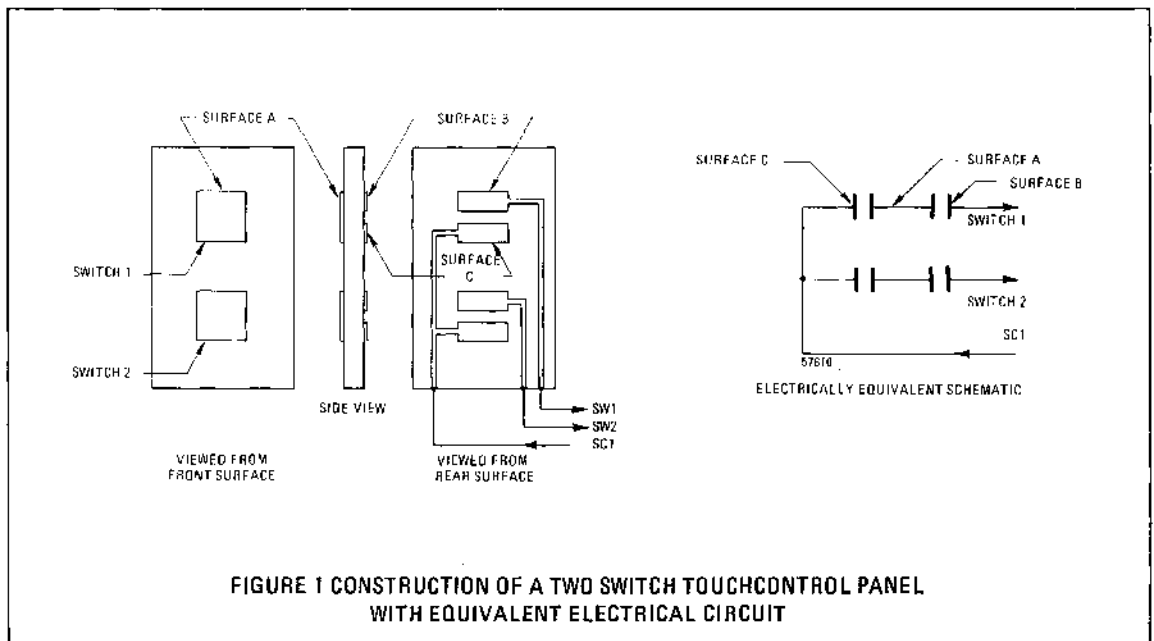 SURFACE A
SURFACE B
SWITCH 1
SWITCH 2
SIDE VIEW
VIEWED FROM
FRONT SURFACE
SURFACE
C
SW1
SW2
SC1
VIEWED FROM
REAR SURFACE
SURFACE C
SURFACE A
SURFACE B
SWITCH 1
SWITCH 2
SC1
ELECTRICALLY EQUIVALENT SCHEMATIC
FIGURE 1 CONSTRUCTION OF A TWO SWITCH TOUCHCONTROL PANEL
WITH EQUIVALENT ELECTRICAL CIRCUIT